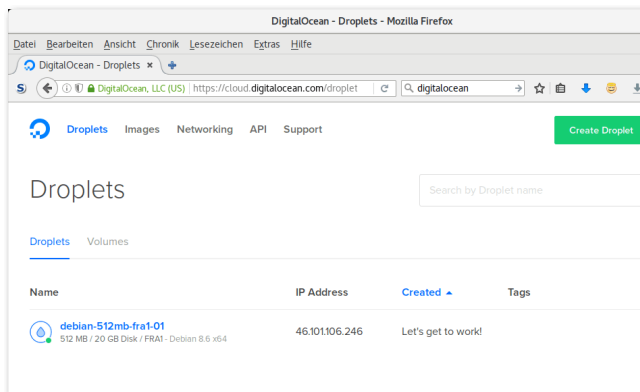 DigitalOcean - Droplets - Mozilla Firefox
Datei Bearbeiten Ansicht Chronik Lesezeichen Extras Hilfe
DigitalOcean - Droplets
DigitalOcean, LLC (US) https://cloud.digitalocean.com/droplet digitalocean
Droplets Images Networking API Support Create Droplet
Droplets Search by Droplet name
Droplets Volumes
Name IP Address Created Tags
debian-512mb-fra1-01 46.101.106.246 Let's get to work!
512 MB / 20 GB Disk / FRA1 - Debian 8.6 x64